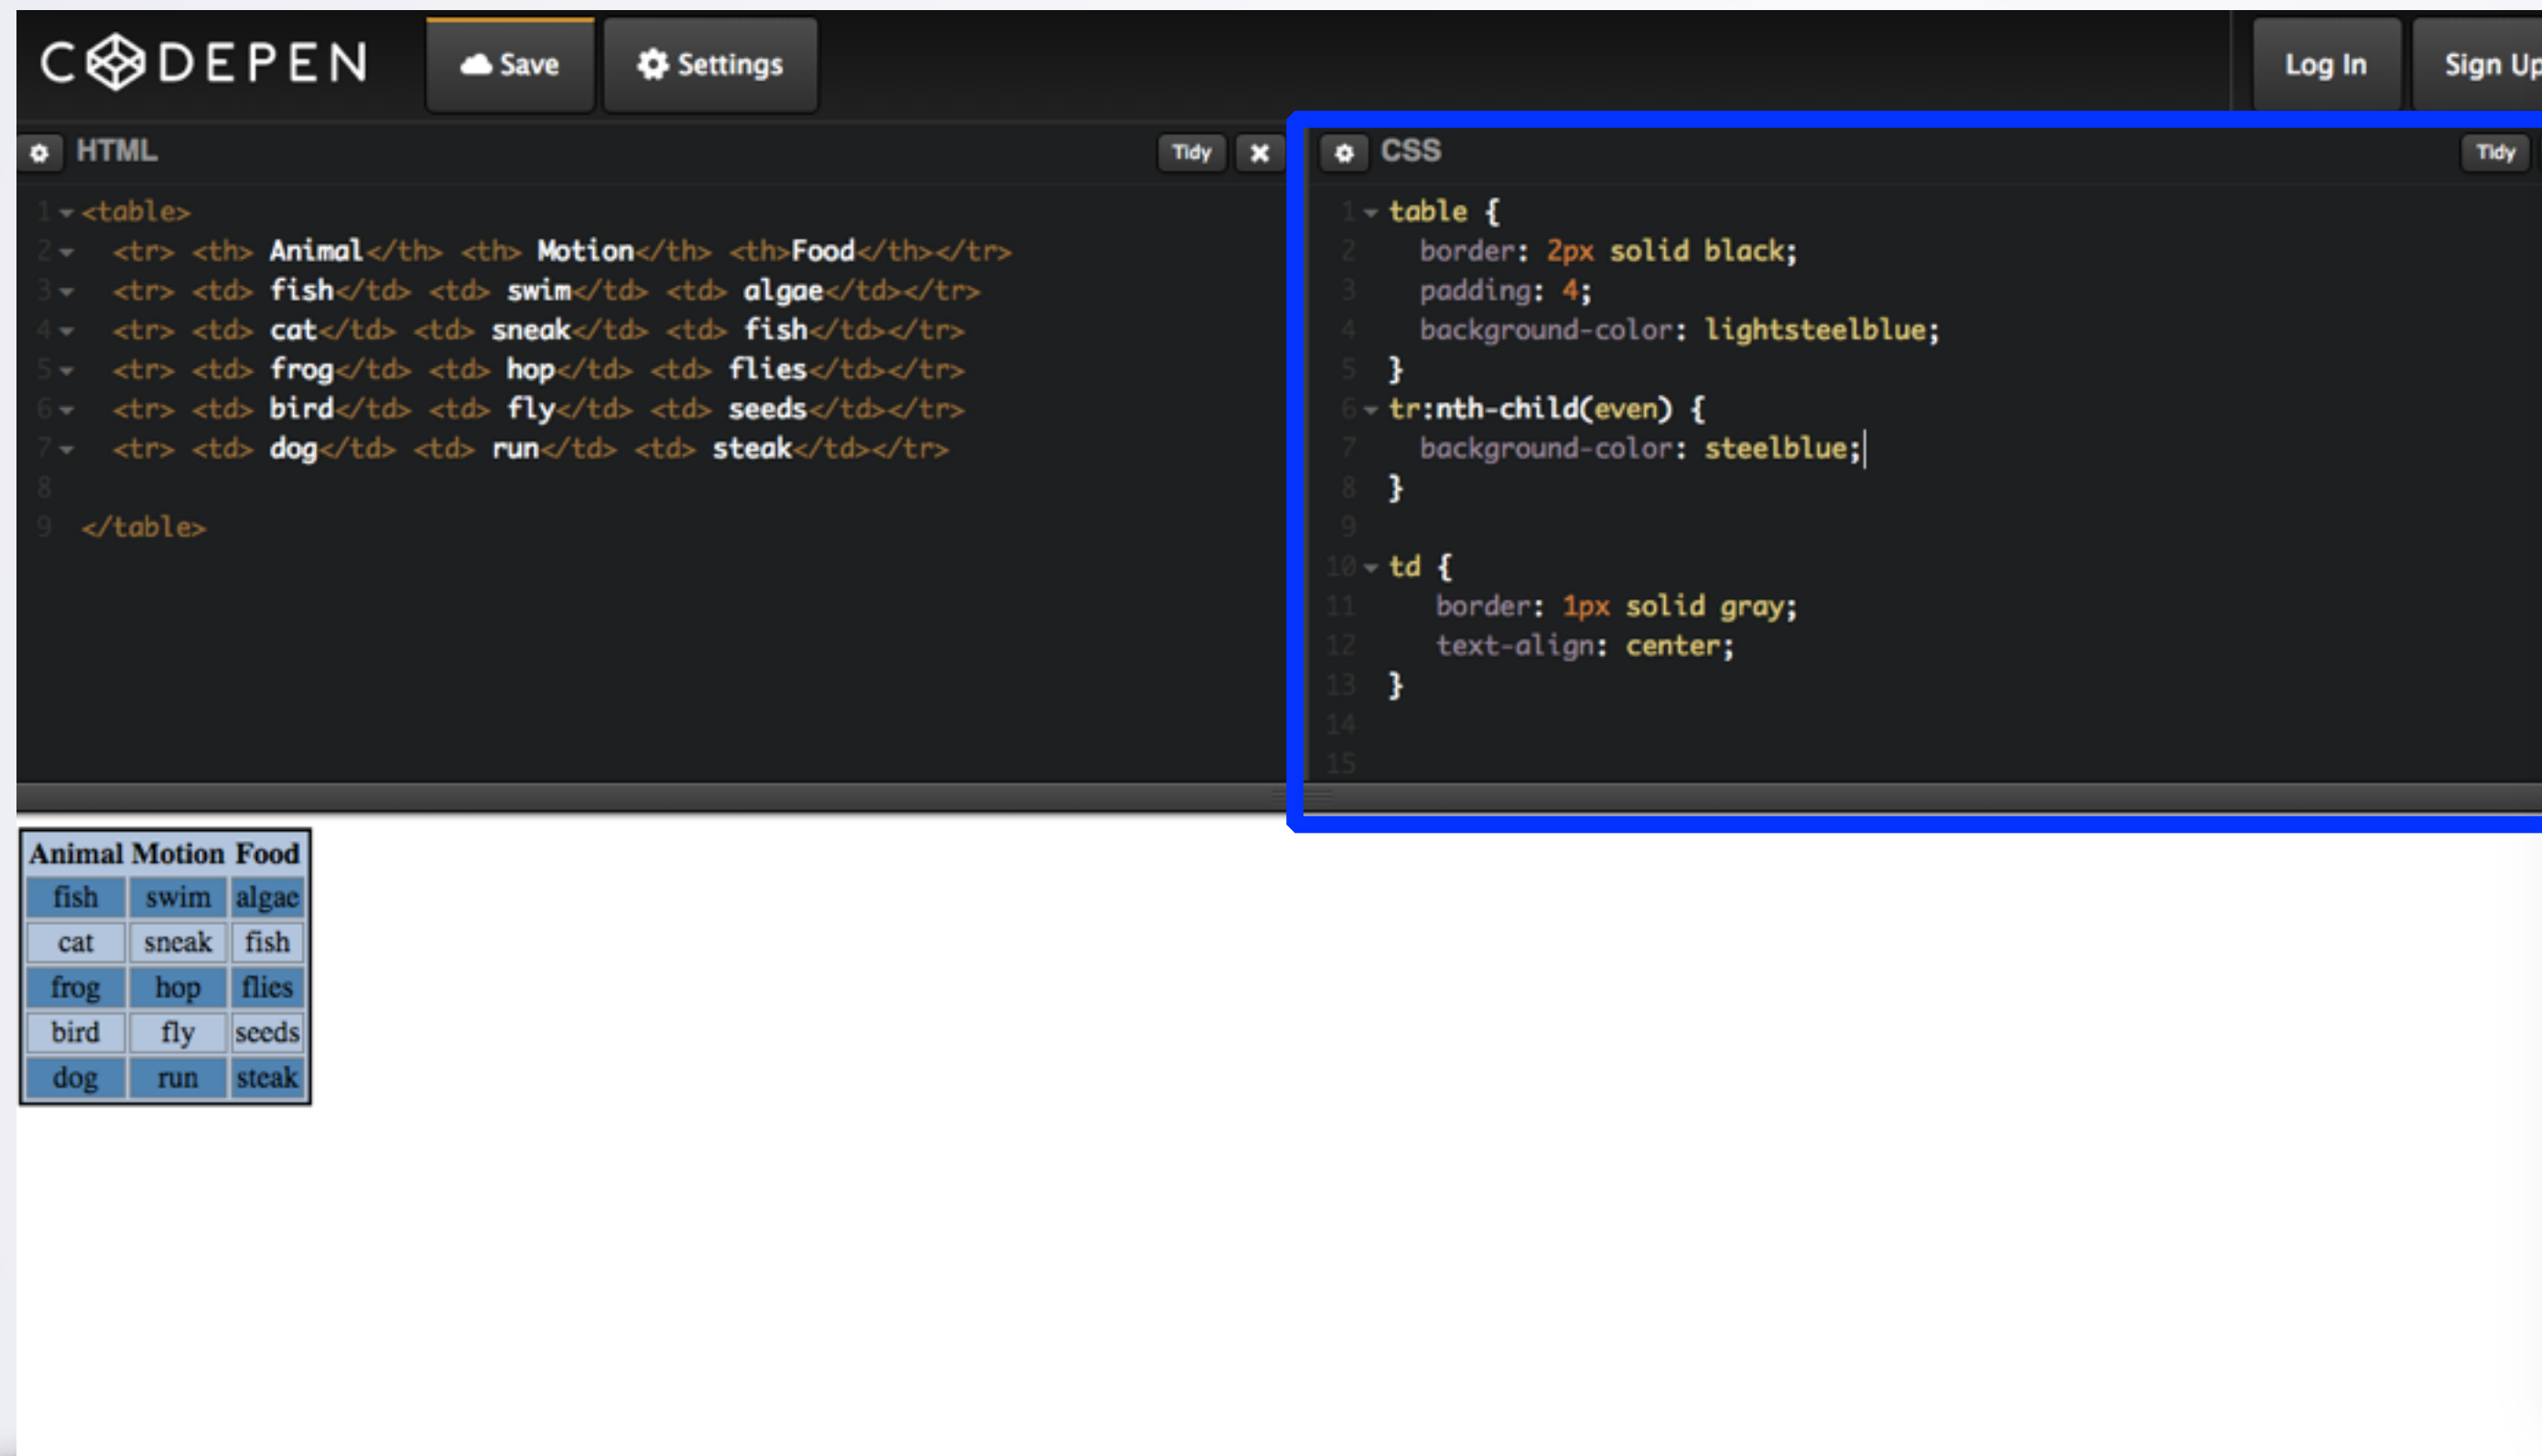 CODEPEN Save Settings Log In Sign Up
HTML Tidy
1 <table>
2 <tr> <th> Animal</th> <th> Motion</th> <th>Food</th></tr>
3 <tr> <td> fish</td> <td> swim</td> <td> algae</td></tr>
4 <tr> <td> cat</td> <td> sneak</td> <td> fish</td></tr>
5 <tr> <td> frog</td> <td> hop</td> <td> flies</td></tr>
6 <tr> <td> bird</td> <td> fly</td> <td> seeds</td></tr>
7 <tr> <td> dog</td> <td> run</td> <td> steak</td></tr>
8
9 </table>
CSS Tidy
1 table {
2 border: 2px solid black;
3 padding: 4;
4 background-color: lightsteelblue;
5 }
6 tr:nth-child(even) {
7 background-color: steelblue;
8 }
9
10 td {
11 border: 1px solid gray;
12 text-align: center;
13 }
14
15
Animal Motion Food
fish swim algae
cat sneak fish
frog hop flies
bird fly seeds
dog run steak